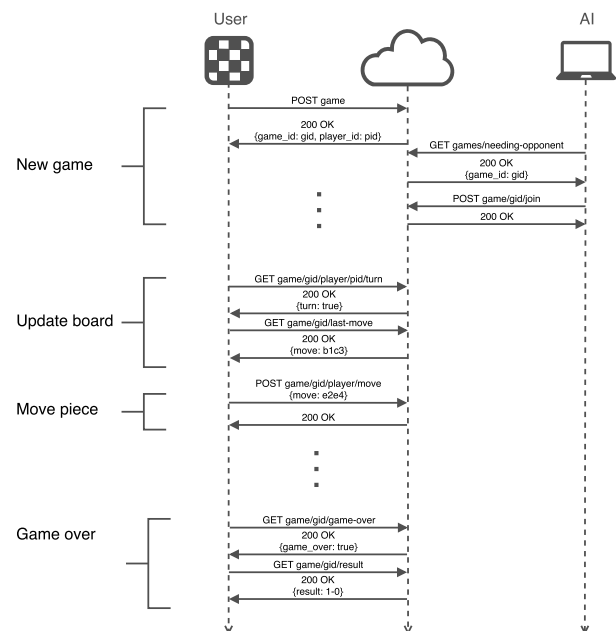 User
AI
POST game
200 OK
{game_id: gid, player_id: pid}
GET games/needing-opponent
New game
200 OK
{game_id: gid}
POST game/gid/join
200 OK
GET game/gid/player/pid/turn
200 OK
{turn: true}
Update board
GET game/gid/last-move
200 OK
{move: b1c3}
POST game/gid/player/move
{move: e2e4}
Move piece
200 OK
GET game/gid/game-over
Game over
200 OK
{game_over: true}
GET game/gid/result
200 OK
{result: 1-0}